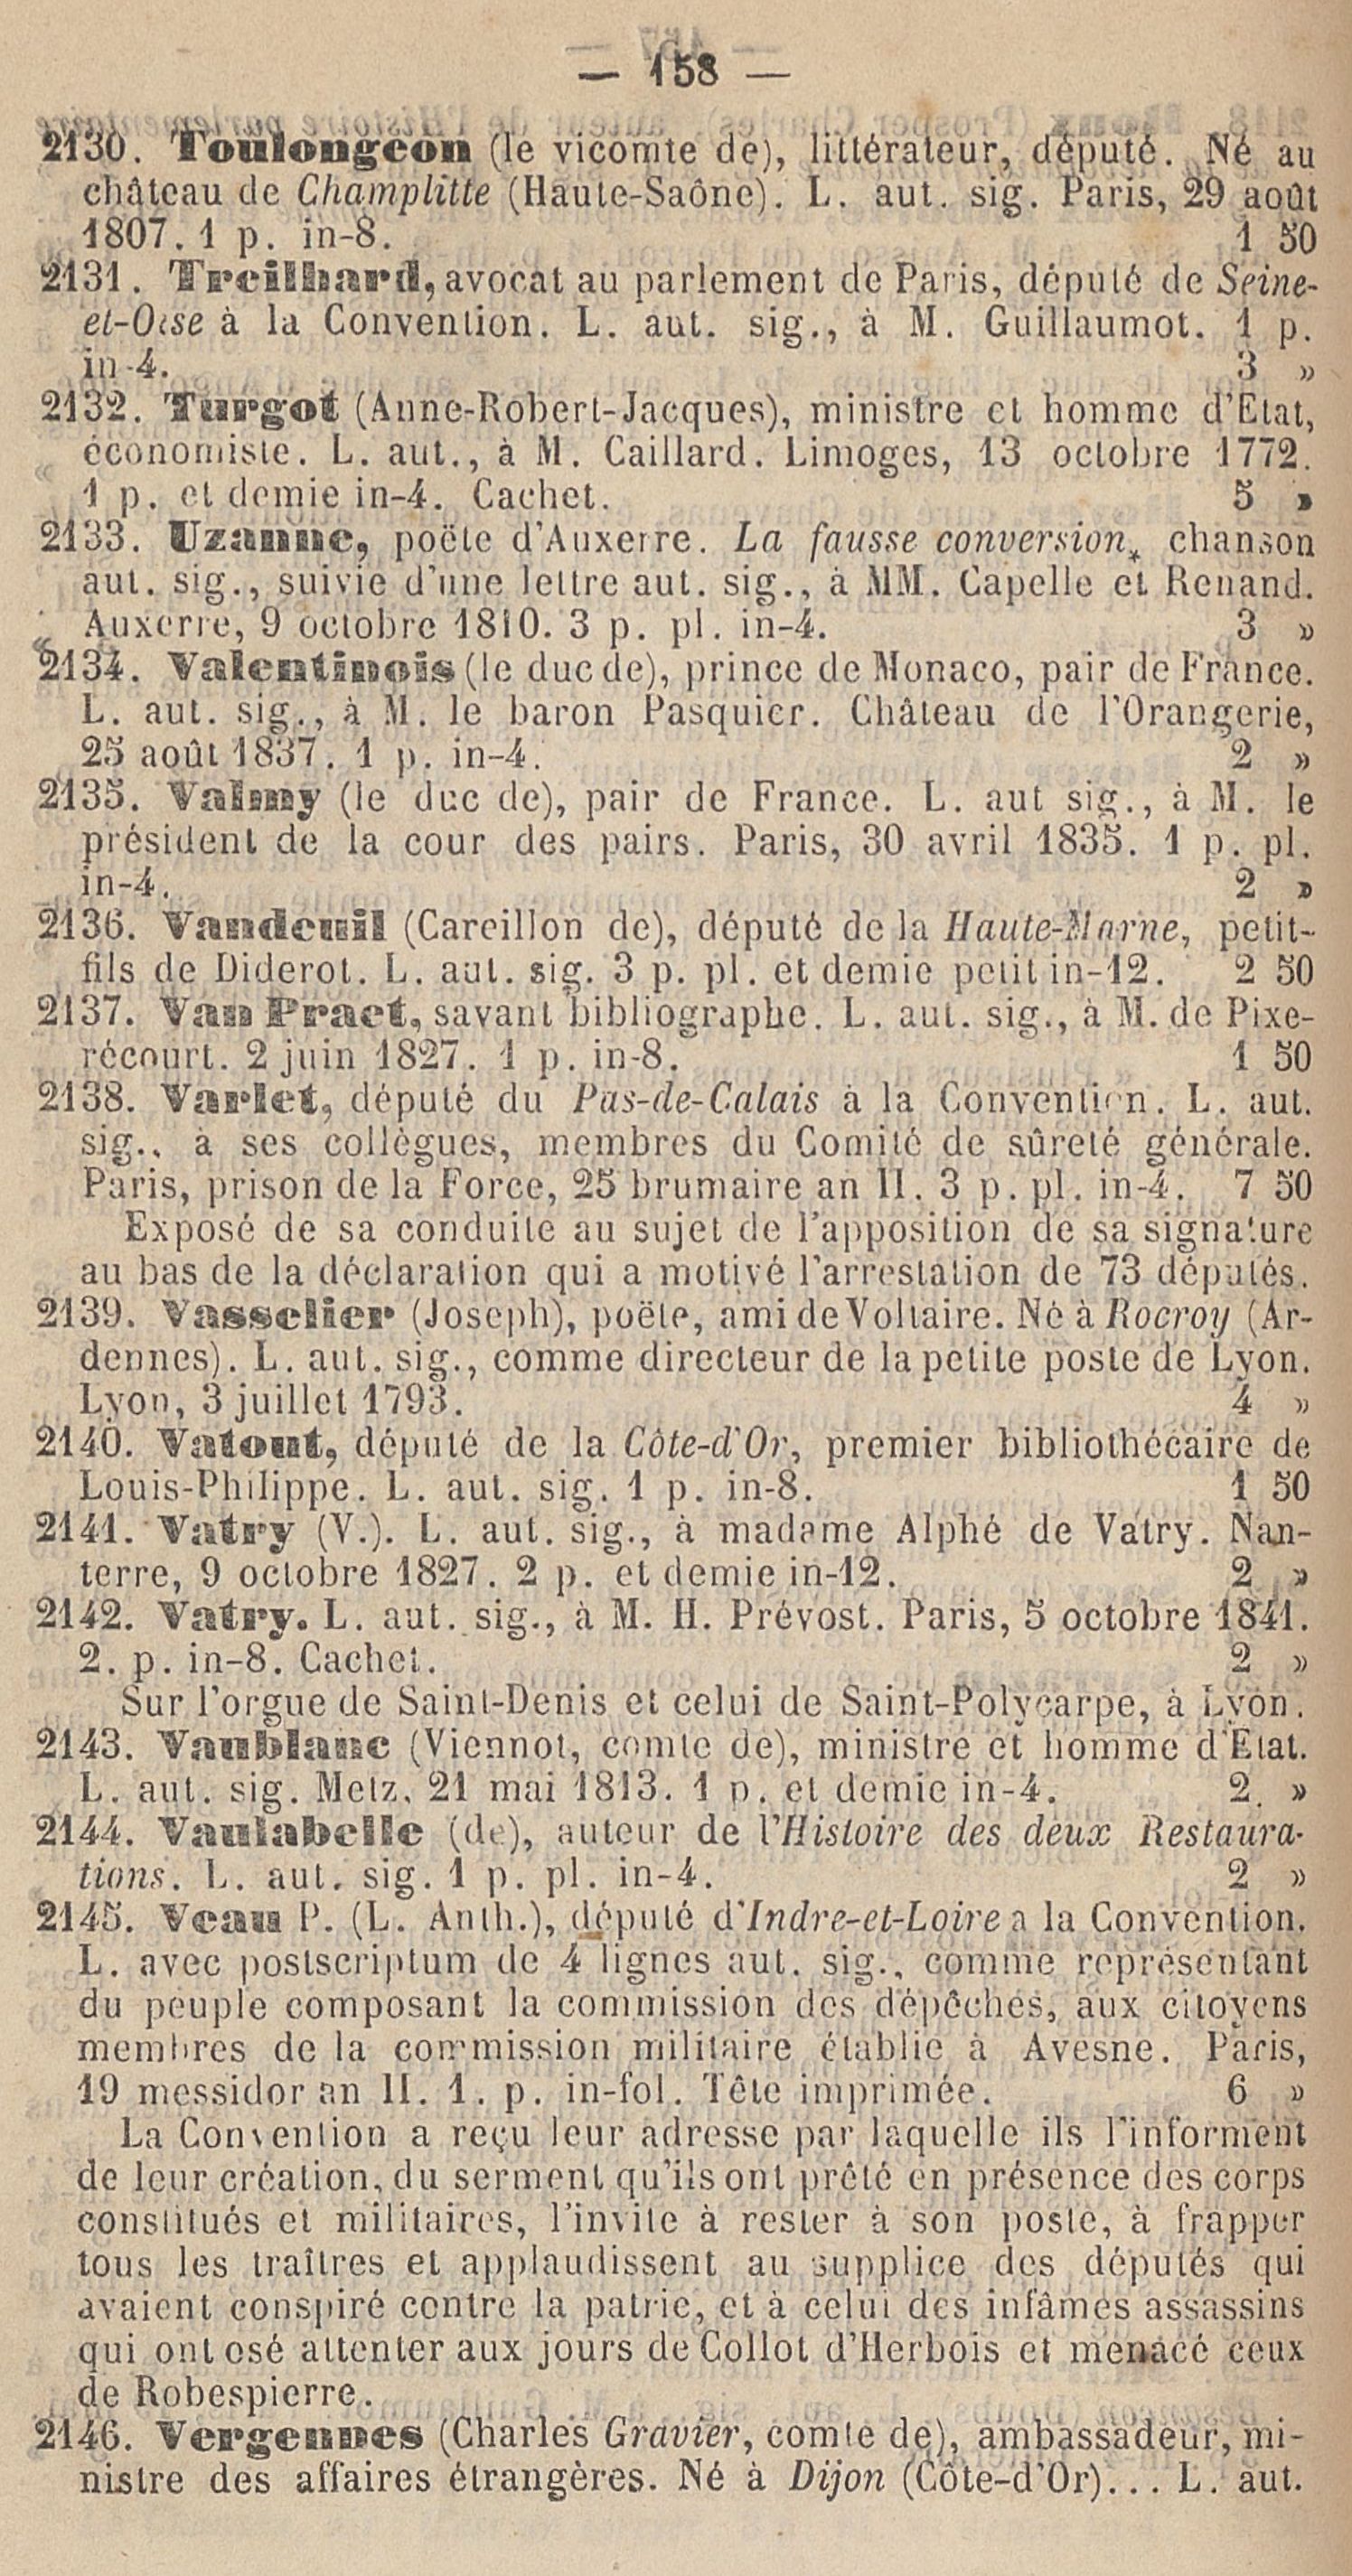 — 158 —
2130. Toulongeon (le vicomte de), littérateur, député. Né au
château de Champlitte (Haute-Saône). L. aut. sig. Paris, 29 août
1807. 1 p. in-8. 1 50
2131. Treilhard, avocat au parlement de Paris, député de Seine-
et-Oise à la Convention. L. aut. sig., à M. Guillaumot. 1 p.
in-4. 3 »
2132. Turgot (Anne-Robert-Jacques), ministre et homme d'Etat,
économiste. L. aut., à M. Caillard. Limoges, 13 octobre 1772.
1 p. et demie in-4. Cachet. 5 »
2133. Uzanne, poëte d'Auxerre. La fausse conversion, chanson
aut. sig., suivie d'une lettre aut. sig., à MM. Capelle et Renand.
Auxerre, 9 octobre 1810. 3 p. pl. in-4. 3 »
2134. Valentinois (le duc de), prince de Monaco, pair de France.
L. aut. sig., à M. le baron Pasquier. Château de l'Orangerie,
25 août 1837. 1 p. in-4. 2 »
2135. Valmy (le duc de), pair de France. L. aut sig., à M. le
président de la cour des pairs. Paris, 30 avril 1835. 1 p. pl.
in-4. 2 »
2136. Vandeuil (Careillon de), député de la Haute-Marne, petit-
fils de Diderot. L. aut. sig. 3 p. pl. et demie petit in-12. 2 50
2137. Van Praet, savant bibliographe. L. aut. sig., à M. de Pixe-
récourt. 2 juin 1827. 1 p. in-8. 1 50
2138. Varlet, député du Pas-de-Calais à la Convention. L. aut.
sig., à ses collègues, membres du Comité de sûreté générale.
Paris, prison de la Force, 25 brumaire an II. 3 p. pl. in-4. 7 50
Exposé de sa conduite au sujet de l'apposition de sa signature
au bas de la déclaration qui a motivé l'arrestation de 73 députés.
2139. Vasselier (Joseph), poëte, ami de Voltaire. Né à Rocroy (Ar-
dennes). L. aut. sig., comme directeur de la petite poste de Lyon.
Lyon, 3 juillet 1793. 4 »
2140. Vatout, député de la Côte-d'Or, premier bibliothécaire de
Louis-Philippe. L. aut. sig. 1 p. in-8. 1 50
2141. Vatry (V.). L. aut. sig., à madame Alphé de Vatry. Nan-
terre, 9 octobre 1827. 2 p. et demie in-12. 2 »
2142. Vatry. L. aut. sig., à M. H. Prévost. Paris, 5 octobre 1841.
2. p. in-8. Cachet. 2 »
Sur l'orgue de Saint-Denis et celui de Saint-Polycarpe, à Lyon.
2143. Vaublanc (Viennot, comte de), ministre et homme d'Etat.
L. aut. sig. Metz, 21 mai 1813. 1 p. et demie in-4. 2. »
2144. Vaulabelle (de), auteur de l'Histoire des deux Restaura-
tions. L. aut. sig. 1 p. pl. in-4. 2 »
2145. Veau P. (L. Anth.), député d'Indre-et-Loire a la Convention.
L. avec postscriptum de 4 lignes aut. sig., comme représentant
du peuple composant la commission des dépêches, aux citoyens
membres de la commission militaire établie à Avesne. Paris,
19 messidor an II. 1. p. in-fol. Tête imprimée. 6 »
La Convention a reçu leur adresse par laquelle ils l'informent
de leur création, du serment qu'ils ont prêté en présence des corps
constitués et militaires, l'invite à rester à son poste, à frapper
tous les traîtres et applaudissent au supplice des députés qui
avaient conspiré contre la patrie, et à celui des infâmes assassins
qui ont osé attenter aux jours de Collot d'Herbois et menacé ceux
de Robespierre.
2146. Vergennes (Charles Gravier, comte de), ambassadeur, mi-
nistre des affaires étrangères. Né à Dijon (Côte-d'Or)... L. aut.